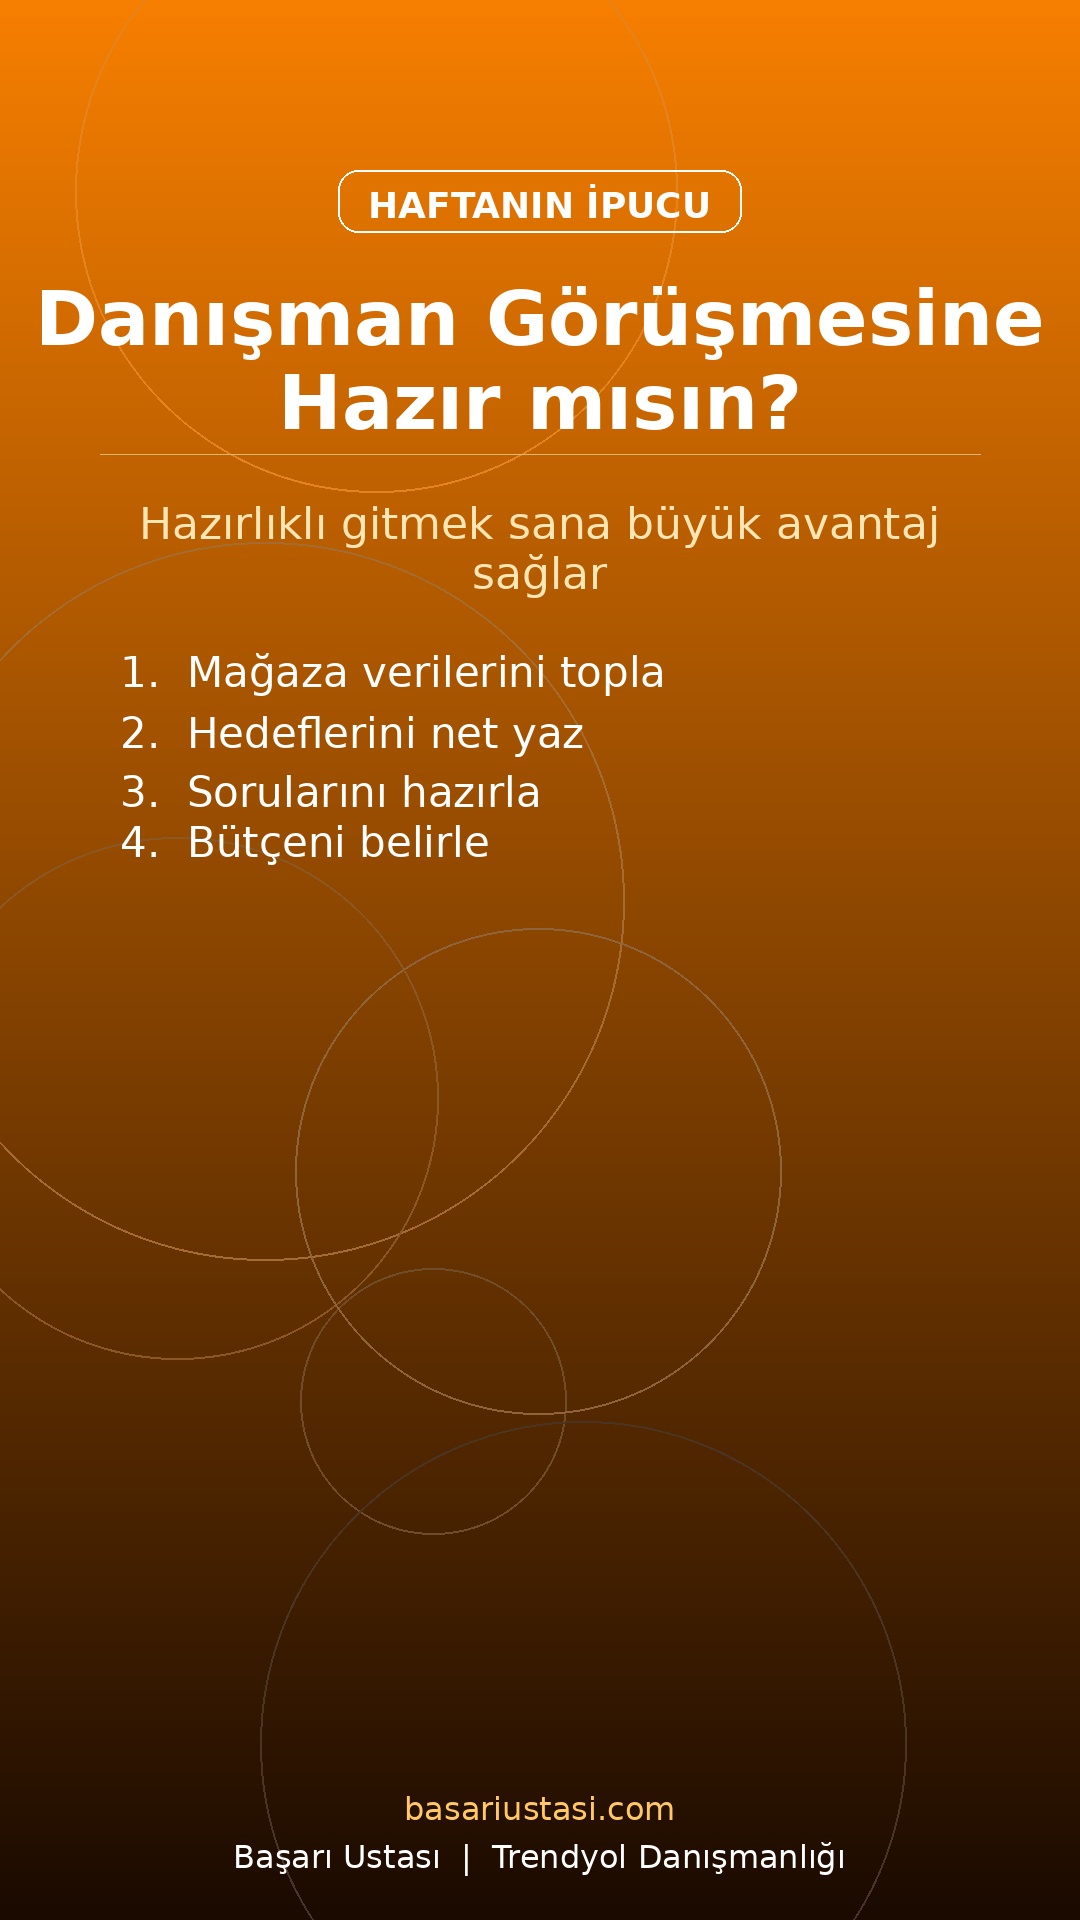 HAFTANIN İPUCU
Danışman Görüşmesine
Hazır mısın?
Hazırlıklı gitmek sana büyük avantaj
sağlar
1. Mağaza verilerini topla
2. Hedeflerini net yaz
3. Sorularını hazırla
4. Bütçeni belirle
basariustasi.com
Başarı Ustası | Trendyol Danışmanlığı